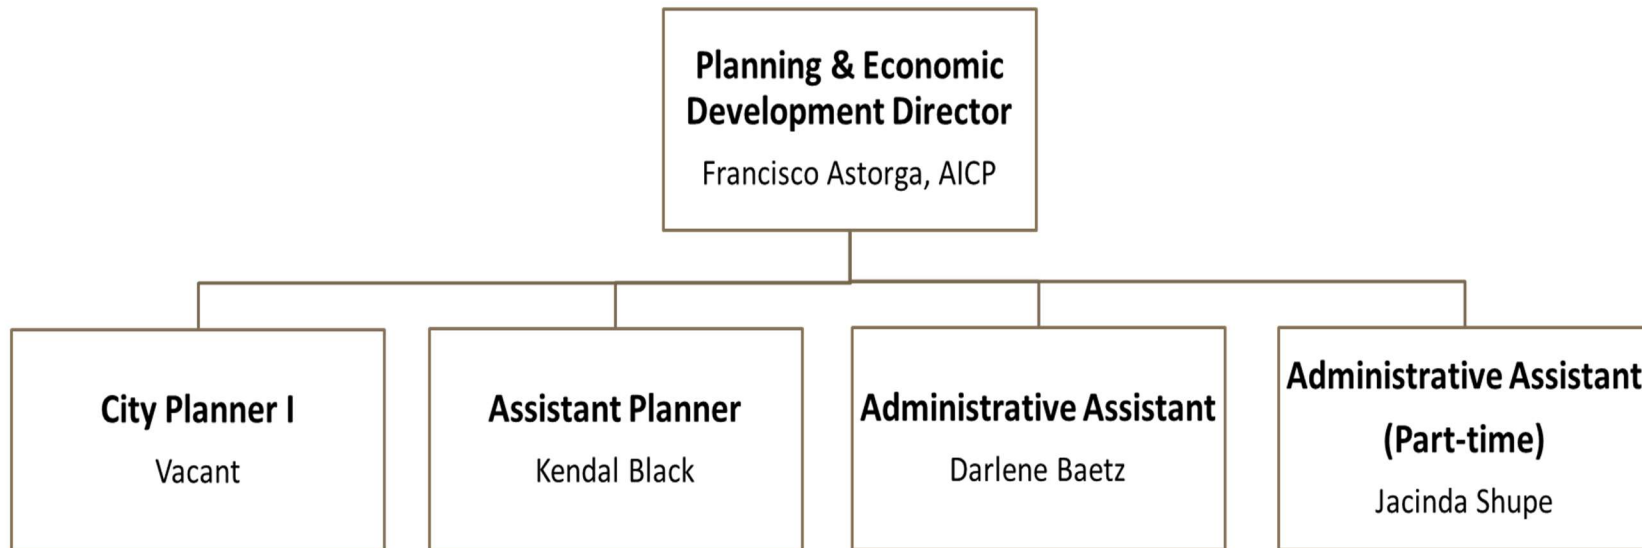 Planning & Economic
Development Director
Francisco Astorga, AICP
City Planner I
Vacant
Assistant Planner
Kendal Black
Administrative Assistant
Darlene Baetz
Administrative Assistant
(Part-time)
Jacinda Shupe